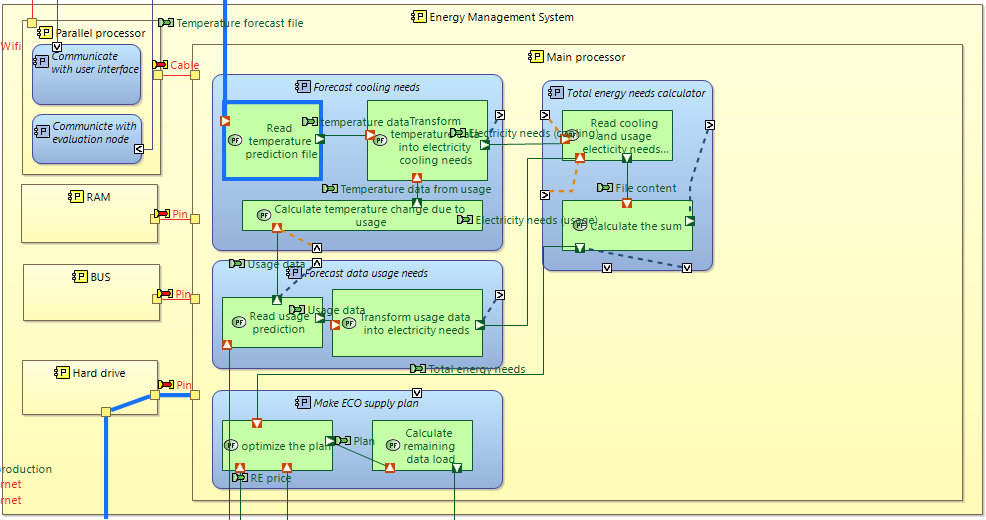 Energy Management System
Temperature forecast file
Parallel processor
Wifi
Communicate
with user interface
Cable
Main processor
Communicte with
evaluation node
Forecast cooling needs
Read
temperature
prediction file
temperature data
Transform
temperature data
into electricity
cooling needs
Electricity needs (cooling)
Temperature data from usage
Calculate temperature change due to
usage
Electricity needs (usage)
Total energy needs calculator
Read cooling
and usage
electicity needs...
File content
Calculate the sum
RAM
Pin
BUS
Pin
Usage data
Forecast data usage needs
Read usage
prediction
Usage data
Transform usage data
into electricity needs
Hard drive
Pin
Total energy needs
Make ECO supply plan
optimize the plan
Plan
Calculate
remaining
data load
RE price
roduction
rnet
rnet